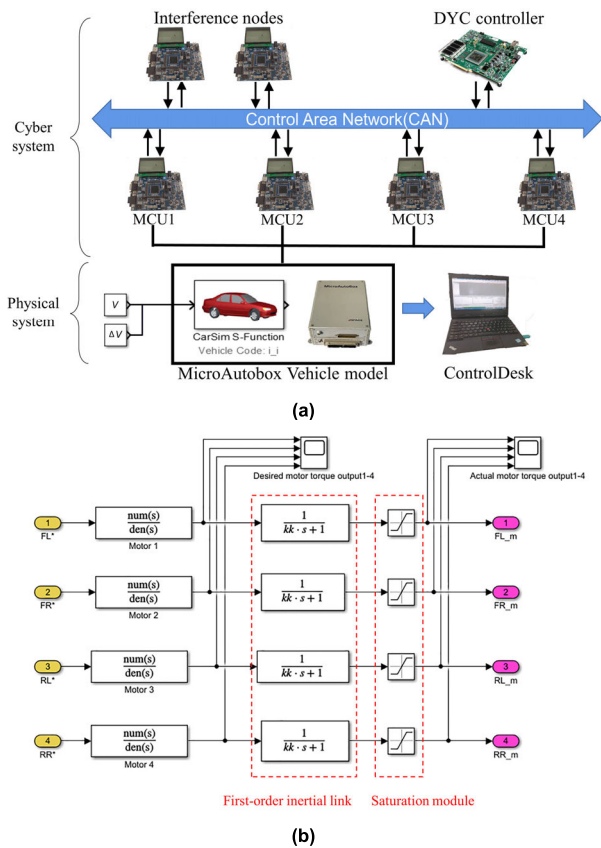 Interference nodes
DYC controller
Cyber
system
Control Area Network(CAN)
MCU1
MCU2
MCU3
MCU4
Physical
system
V
ΔV
CarSim S-Function
Vehicle Code: i_i
MicroAutoBox
MicroAutobox Vehicle model
ControlDesk
(a)
Desired motor torque output1-4
Actual motor torque output1-4
1
FL*
num(s)
den(s)
Motor 1
1
kk · s + 1
1
FL_m
2
FR*
num(s)
den(s)
Motor 2
1
kk · s + 1
2
FR_m
3
RL*
num(s)
den(s)
Motor 3
1
kk · s + 1
3
RL_m
4
RR*
num(s)
den(s)
Motor 4
1
kk · s + 1
4
RR_m
First-order inertial link
Saturation module
(b)